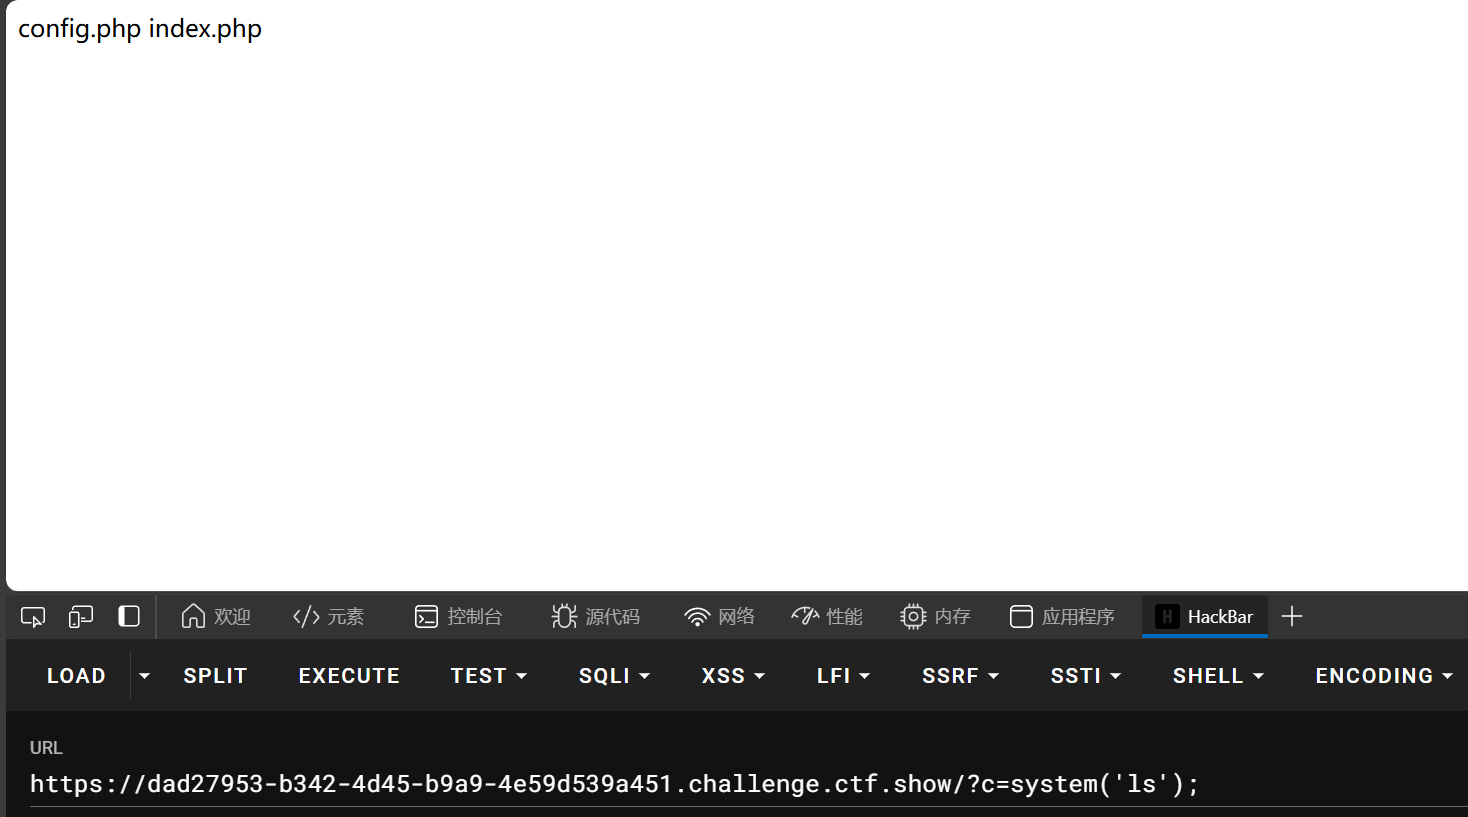 config.php index.php
欢迎 元素 控制台 源代码 网络 性能 内存 应用程序 H HackBar
LOAD SPLIT EXECUTE TEST SQLI XSS LFI SSRF SSTI SHELL ENCODING
URL
https://dad27953-b342-4d45-b9a9-4e59d539a451.challenge.ctf.show/?c=system('ls');